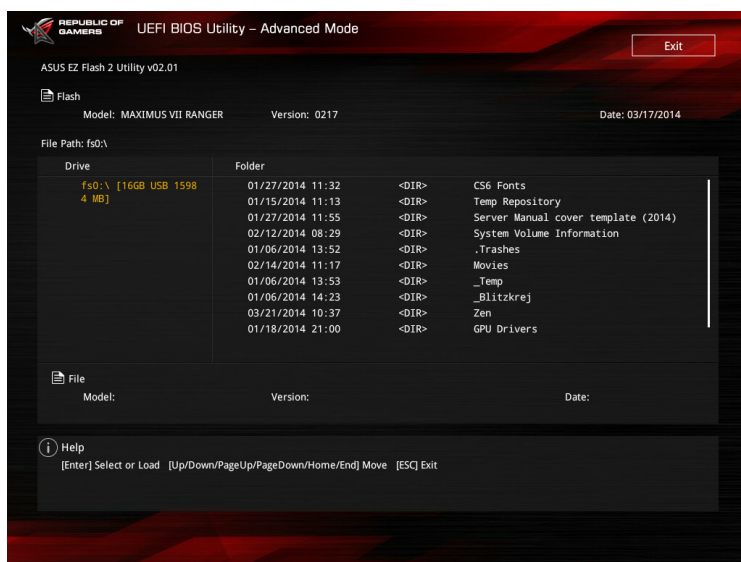 REPUBLIC OF
GAMERS
UEFI BIOS Utility – Advanced Mode
Exit
ASUS EZ Flash 2 Utility v02.01
Flash
Model: MAXIMUS VII RANGER Version: 0217 Date: 03/17/2014
File Path: fs0:\
Drive Folder
fs0:\ [16GB USB 1598
4 MB]
01/27/2014 11:32 <DIR> CS6 Fonts
01/15/2014 11:13 <DIR> Temp Repository
01/27/2014 11:55 <DIR> Server Manual cover template (2014)
02/12/2014 08:29 <DIR> System Volume Information
01/06/2014 13:52 <DIR> .Trashes
02/14/2014 11:17 <DIR> Movies
01/06/2014 13:53 <DIR> _Temp
01/06/2014 14:23 <DIR> _Blitzkrej
03/21/2014 10:37 <DIR> Zen
01/18/2014 21:00 <DIR> GPU Drivers
File
Model: Version: Date:
i Help
[Enter] Select or Load [Up/Down/PageUp/PageDown/Home/End] Move [ESC] Exit